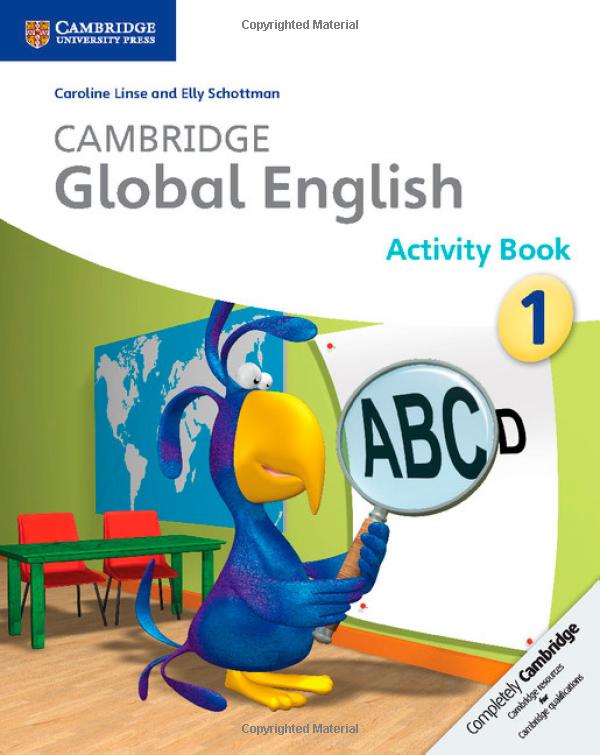 Copyrighted Material
CAMBRIDGE
UNIVERSITY PRESS
Caroline Linse and Elly Schottman
CAMBRIDGE
Global English
Activity Book
1
ABC
D
Completely Cambridge
Cambridge resources
for
Cambridge qualifications
Copyrighted Material